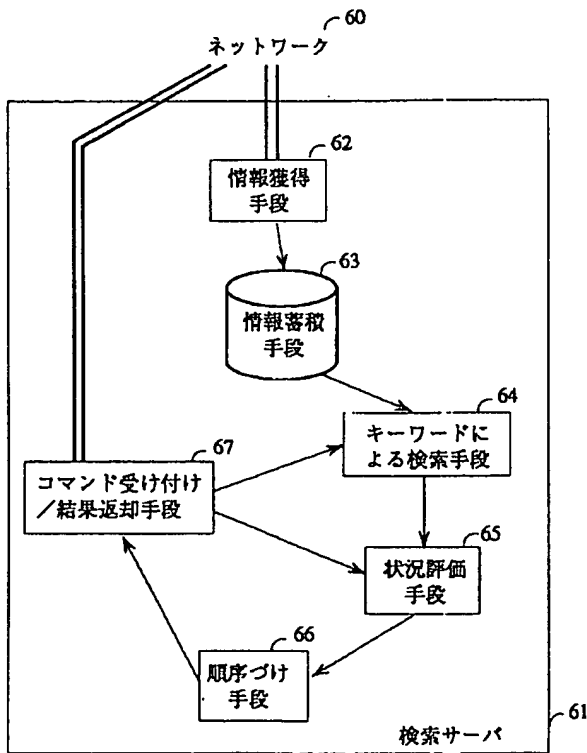 60
ネットワーク
62
情報獲得
手段
63
情報蓄積
手段
64
キーワードに
よる検索手段
67
コマンド受け付け
／結果返却手段
65
状況評価
手段
66
順序づけ
手段
61
検索サーバ